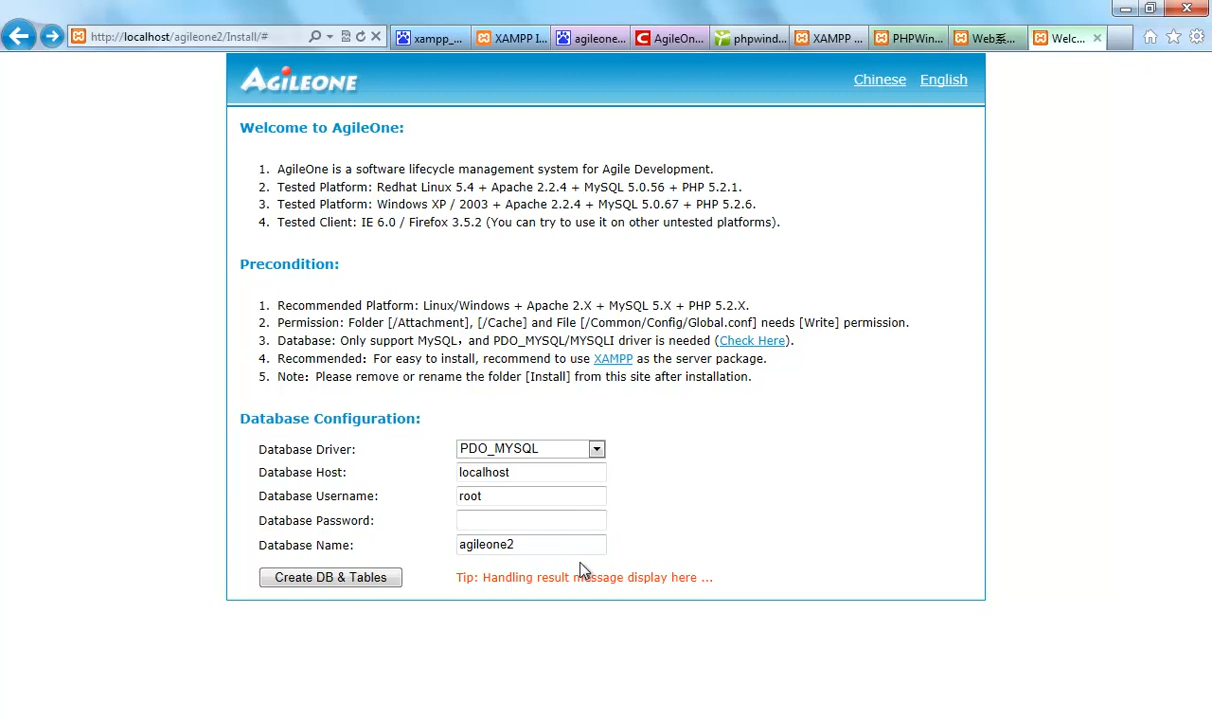 http://localhost/agileone2/Install/#
xampp_...
XAMPP I...
agileone...
AgileOn...
phpwind...
XAMPP ...
PHPWin...
Web系...
Welc...
AGILEONE
Chinese English
Welcome to AgileOne:
1. AgileOne is a software lifecycle management system for Agile Development.
2. Tested Platform: Redhat Linux 5.4 + Apache 2.2.4 + MySQL 5.0.56 + PHP 5.2.1.
3. Tested Platform: Windows XP / 2003 + Apache 2.2.4 + MySQL 5.0.67 + PHP 5.2.6.
4. Tested Client: IE 6.0 / Firefox 3.5.2 (You can try to use it on other untested platforms).
Precondition:
1. Recommended Platform: Linux/Windows + Apache 2.X + MySQL 5.X + PHP 5.2.X.
2. Permission: Folder [/Attachment], [/Cache] and File [/Common/Config/Global.conf] needs [Write] permission.
3. Database: Only support MySQL，and PDO_MYSQL/MYSQLI driver is needed (Check Here).
4. Recommended：For easy to install, recommend to use XAMPP as the server package.
5. Note：Please remove or rename the folder [Install] from this site after installation.
Database Configuration:
Database Driver: PDO_MYSQL
Database Host: localhost
Database Username: root
Database Password:
Database Name: agileone2
Create DB & Tables Tip: Handling result message display here ...